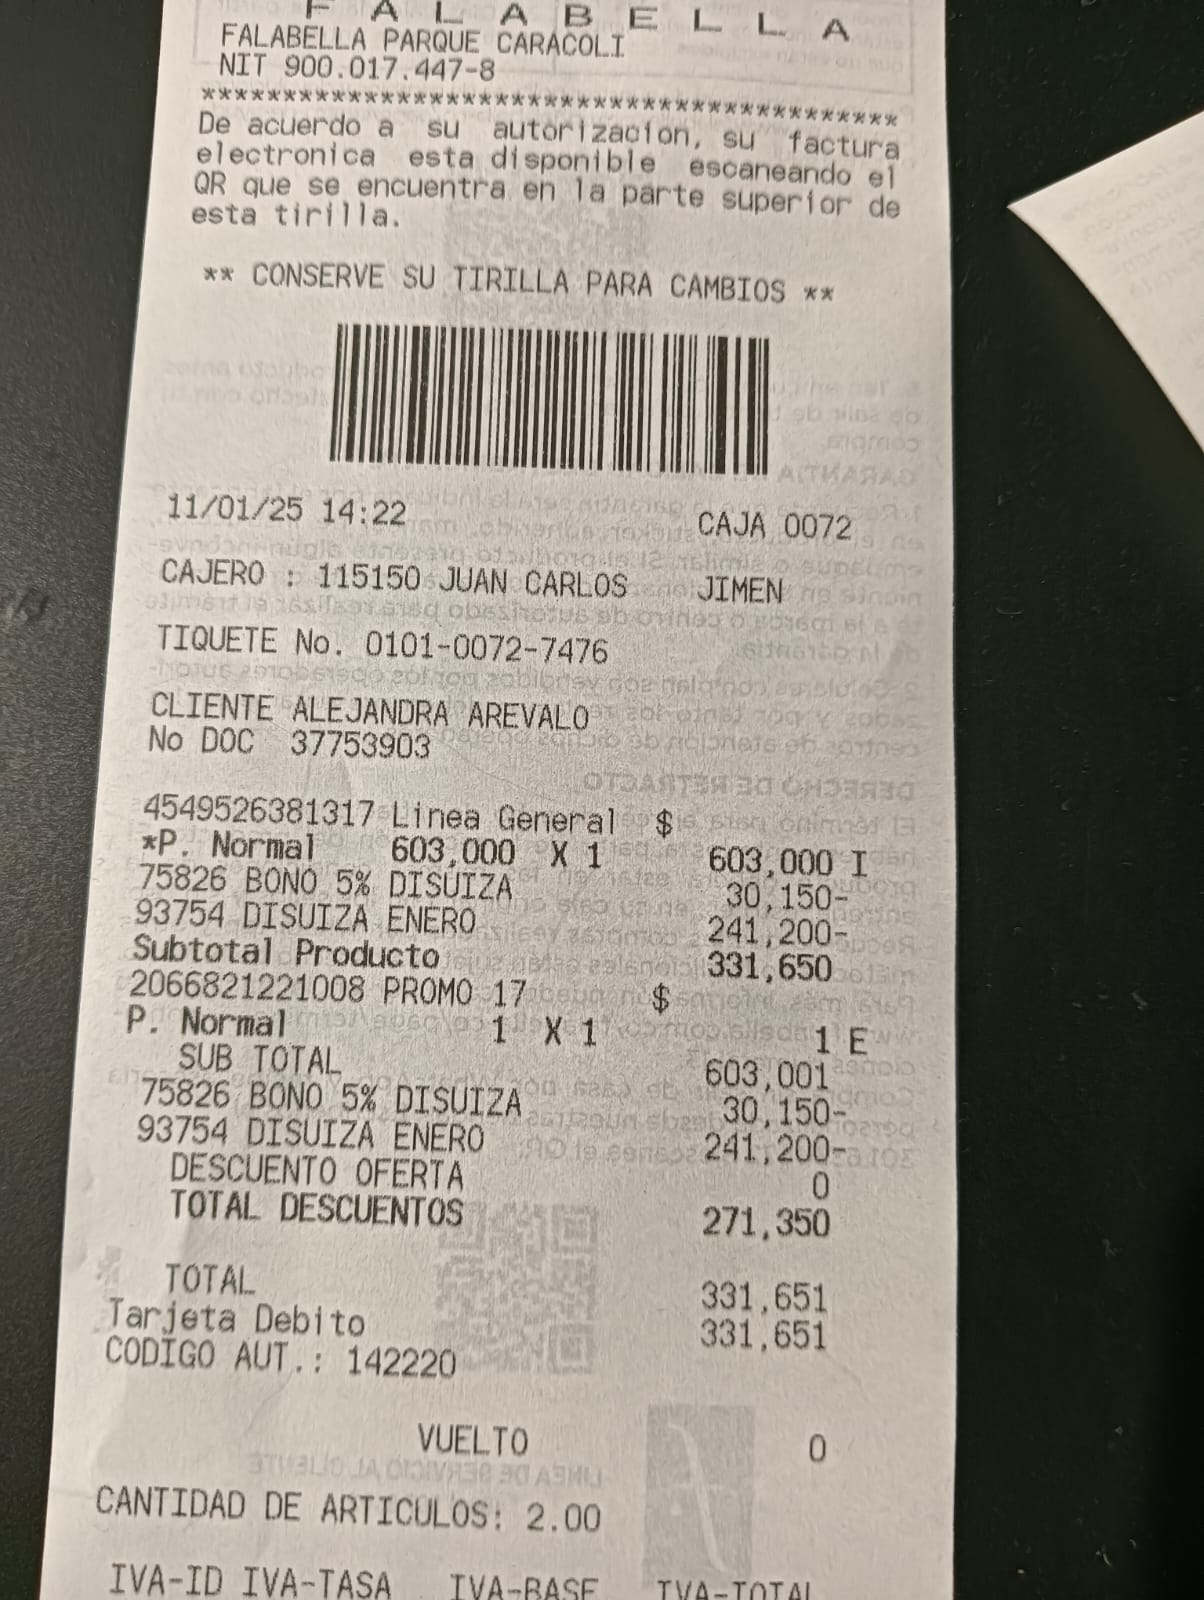 FALABELLA
FALABELLA PARQUE CARACOLI
NIT 900.017.447-8
******************************************
De acuerdo a su autorizacion, su factura
electronica esta disponible escaneando el
QR que se encuentra en la parte superior de
esta tirilla.
** CONSERVE SU TIRILLA PARA CAMBIOS **
11/01/25 14:22 CAJA 0072
CAJERO : 115150 JUAN CARLOS JIMEN
TIQUETE No. 0101-0072-7476
CLIENTE ALEJANDRA AREVALO
No DOC 37753903
4549526381317 Linea General $
*P. Normal 603,000 X 1 603,000 I
75826 BONO 5% DISUIZA 30,150-
93754 DISUIZA ENERO 241,200-
Subtotal Producto 331,650
2066821221008 PROMO 17 $
P. Normal 1 X 1 1 E
SUB TOTAL 603,001
75826 BONO 5% DISUIZA 30,150-
93754 DISUIZA ENERO 241,200-
DESCUENTO OFERTA 0
TOTAL DESCUENTOS 271,350
TOTAL 331,651
Tarjeta Debito 331,651
CODIGO AUT.: 142220
VUELTO 0
CANTIDAD DE ARTICULOS: 2.00
IVA-ID IVA-TASA IVA-BASE IVA-TOTAL